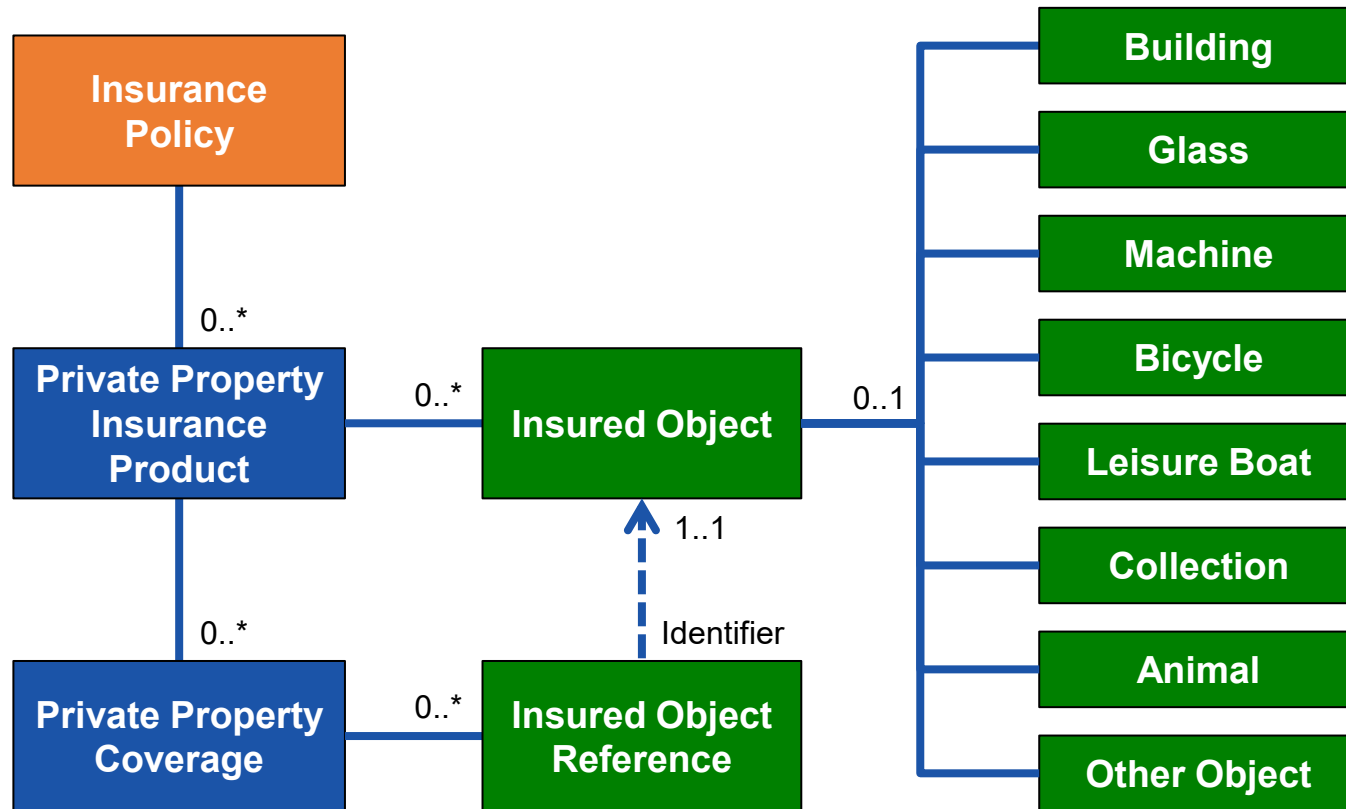 Insurance
Policy
0..*
Private Property
Insurance
Product
0..*
Insured Object
0..1
1..1
Identifier
0..*
Private Property
Coverage
0..*
Insured Object
Reference
Building
Glass
Machine
Bicycle
Leisure Boat
Collection
Animal
Other Object